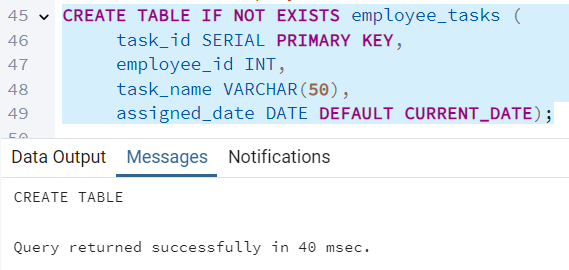 45 CREATE TABLE IF NOT EXISTS employee_tasks (
46 task_id SERIAL PRIMARY KEY,
47 employee_id INT,
48 task_name VARCHAR(50),
49 assigned_date DATE DEFAULT CURRENT_DATE);
Data Output Messages Notifications
CREATE TABLE
Query returned successfully in 40 msec.